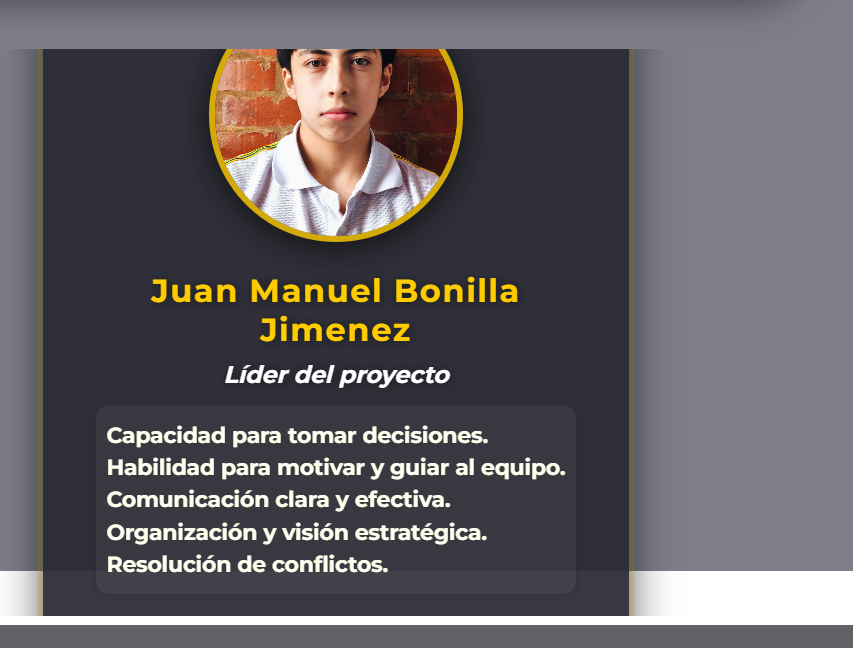 Juan Manuel Bonilla
Jimenez
Líder del proyecto
Capacidad para tomar decisiones.
Habilidad para motivar y guiar al equipo.
Comunicación clara y efectiva.
Organización y visión estratégica.
Resolución de conflictos.